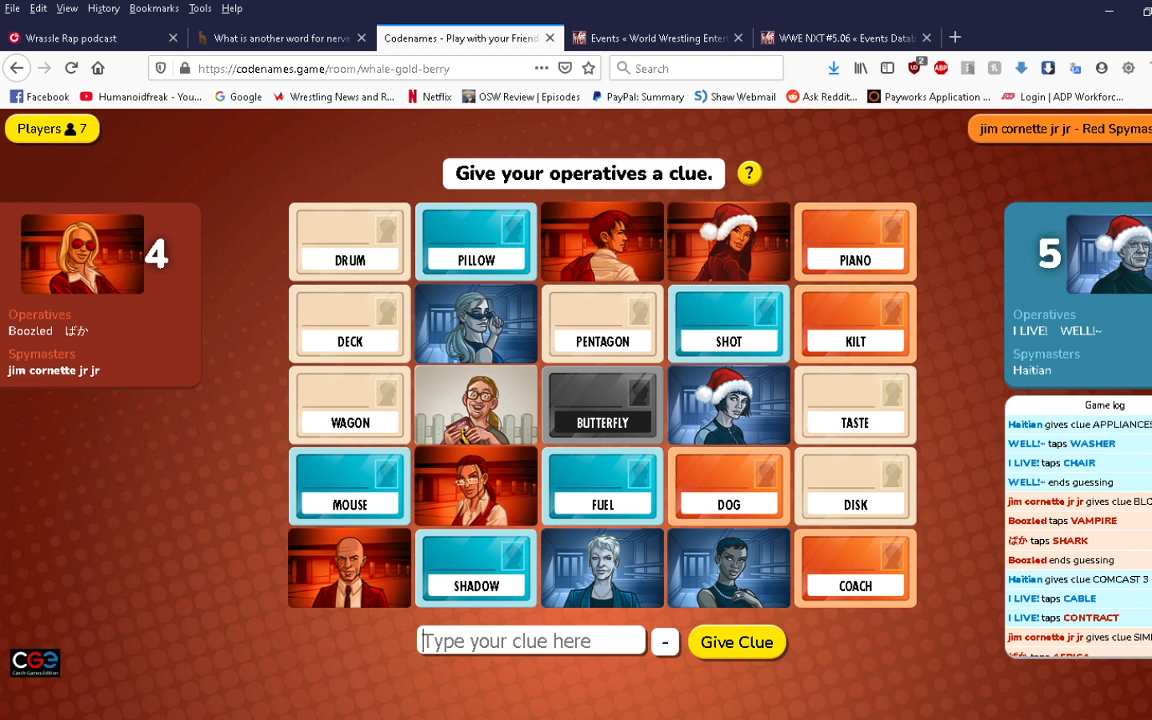 File Edit View History Bookmarks Tools Help
Wrassle Rap podcast
What is another word for nerve
Codenames - Play with your Friend
Events « World Wrestling Enter
WWE NXT #5.06 « Events Datab
https://codenames.game/room/whale-gold-berry
Search
2
Facebook
Humanoidfreak - You...
Google
Wrestling News and R...
Netflix
OSW Review | Episodes
PayPal: Summary
Shaw Webmail
Ask Reddit...
Payworks Application ...
Login | ADP Workforc...
Players 7
jim cornette jr jr - Red Spymas
Give your operatives a clue.
?
4
Operatives
Boozled ばか
Spymasters
jim cornette jr jr
DRUM
PILLOW
PIANO
DECK
PENTAGON
SHOT
KILT
WAGON
BUTTERFLY
TASTE
MOUSE
FUEL
DOG
DISK
SHADOW
COACH
5
Operatives
I LIVE! WELL!~
Spymasters
Haitian
Game log
Haitian gives clue APPLIANCES
WELL!~ taps WASHER
I LIVE! taps CHAIR
WELL!~ ends guessing
jim cornette jr jr gives clue BLO
Boozled taps VAMPIRE
ばか taps SHARK
Boozled ends guessing
Haitian gives clue COMCAST 3
I LIVE! taps CABLE
I LIVE! taps CONTRACT
jim cornette jr jr gives clue SIM
Type your clue here
-
Give Clue
CGE
Czech Games Edition